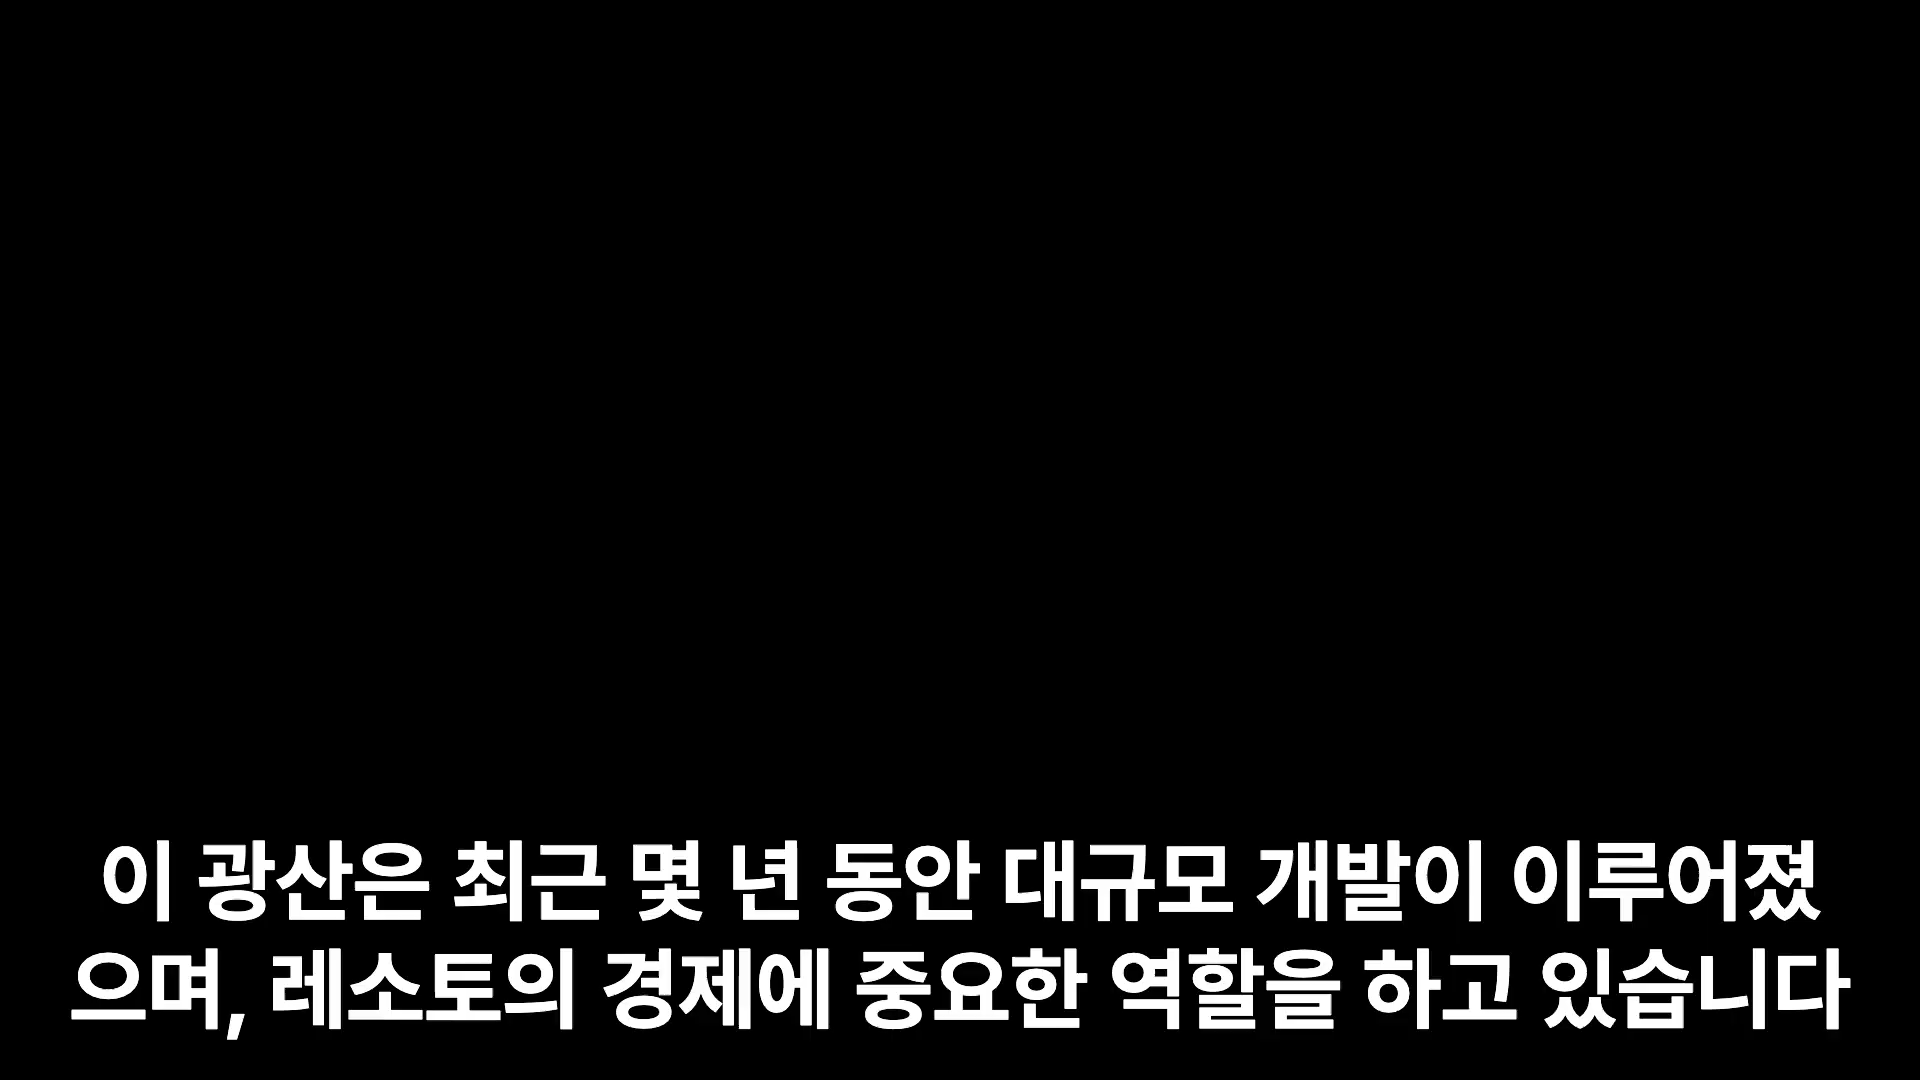 이 광산은 최근 몇 년 동안 대규모 개발이 이루어졌
으며, 레소토의 경제에 중요한 역할을 하고 있습니다